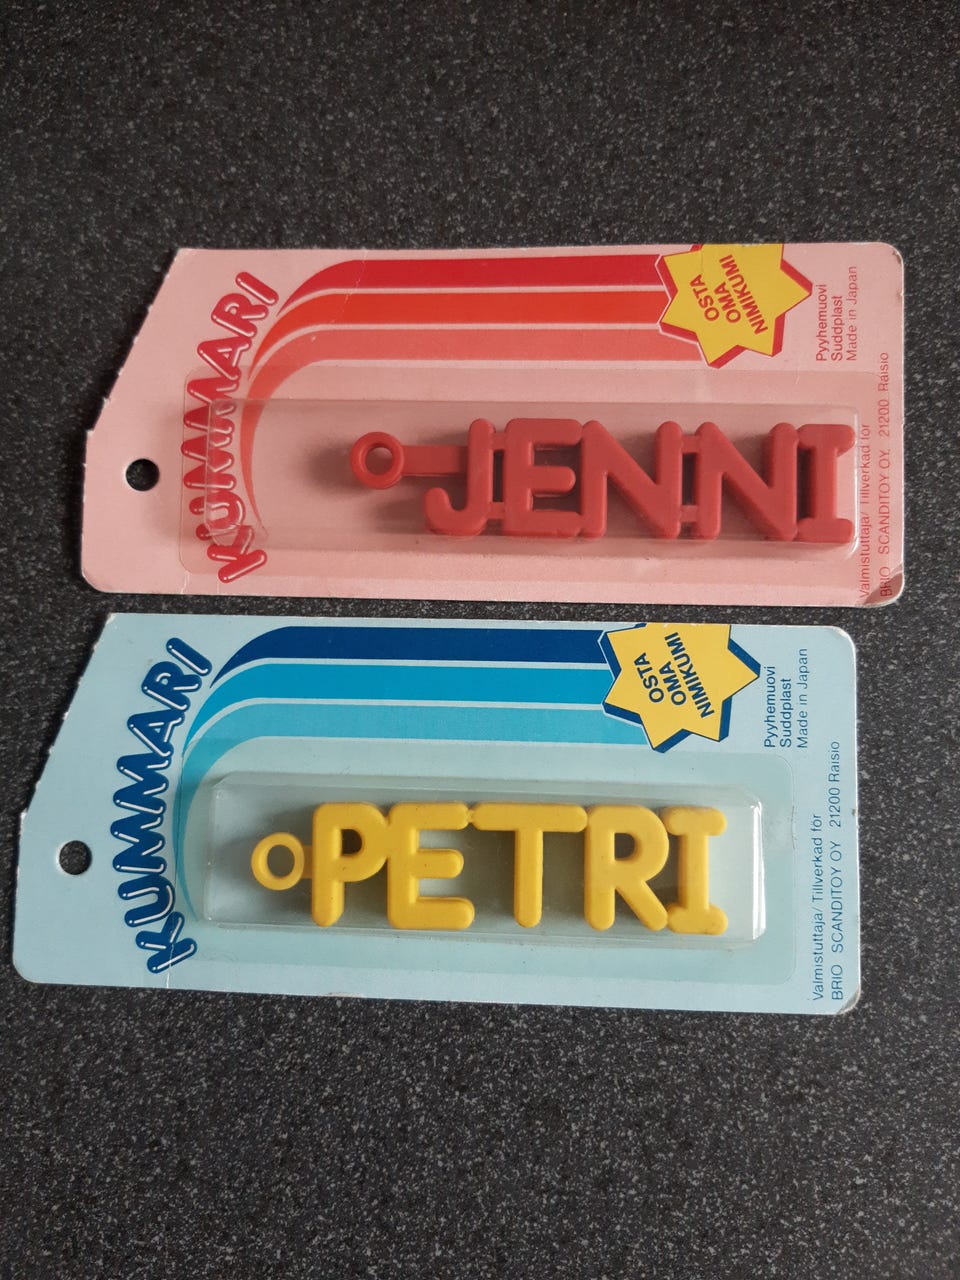 KUMMARI
OSTA
OMA
NIMIKUMI
Pyyhemuovi
Suddplast
Made in Japan
JENNI
Valmistuttaja/ Tillverkad för
BRIO SCANDITOY OY, 21200 Raisio
KUMMARI
OSTA
OMA
NIMIKUMI
Pyyhemuovi
Suddplast
Made in Japan
PETRI
Valmistuttaja/ Tillverkad för
BRIO SCANDITOY OY 21200 Raisio